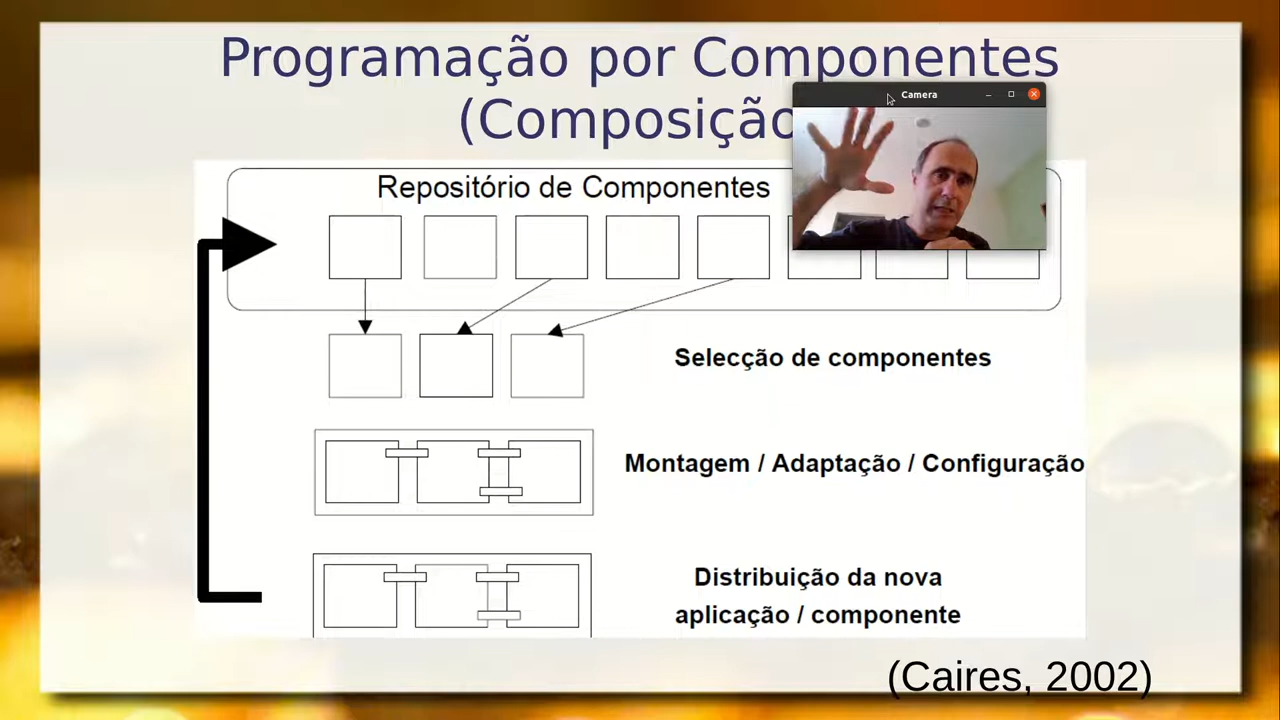 Programação por Componentes
(Composição
Camera
Repositório de Componentes
Selecção de componentes
Montagem / Adaptação / Configuração
Distribuição da nova
aplicação / componente
(Caires, 2002)